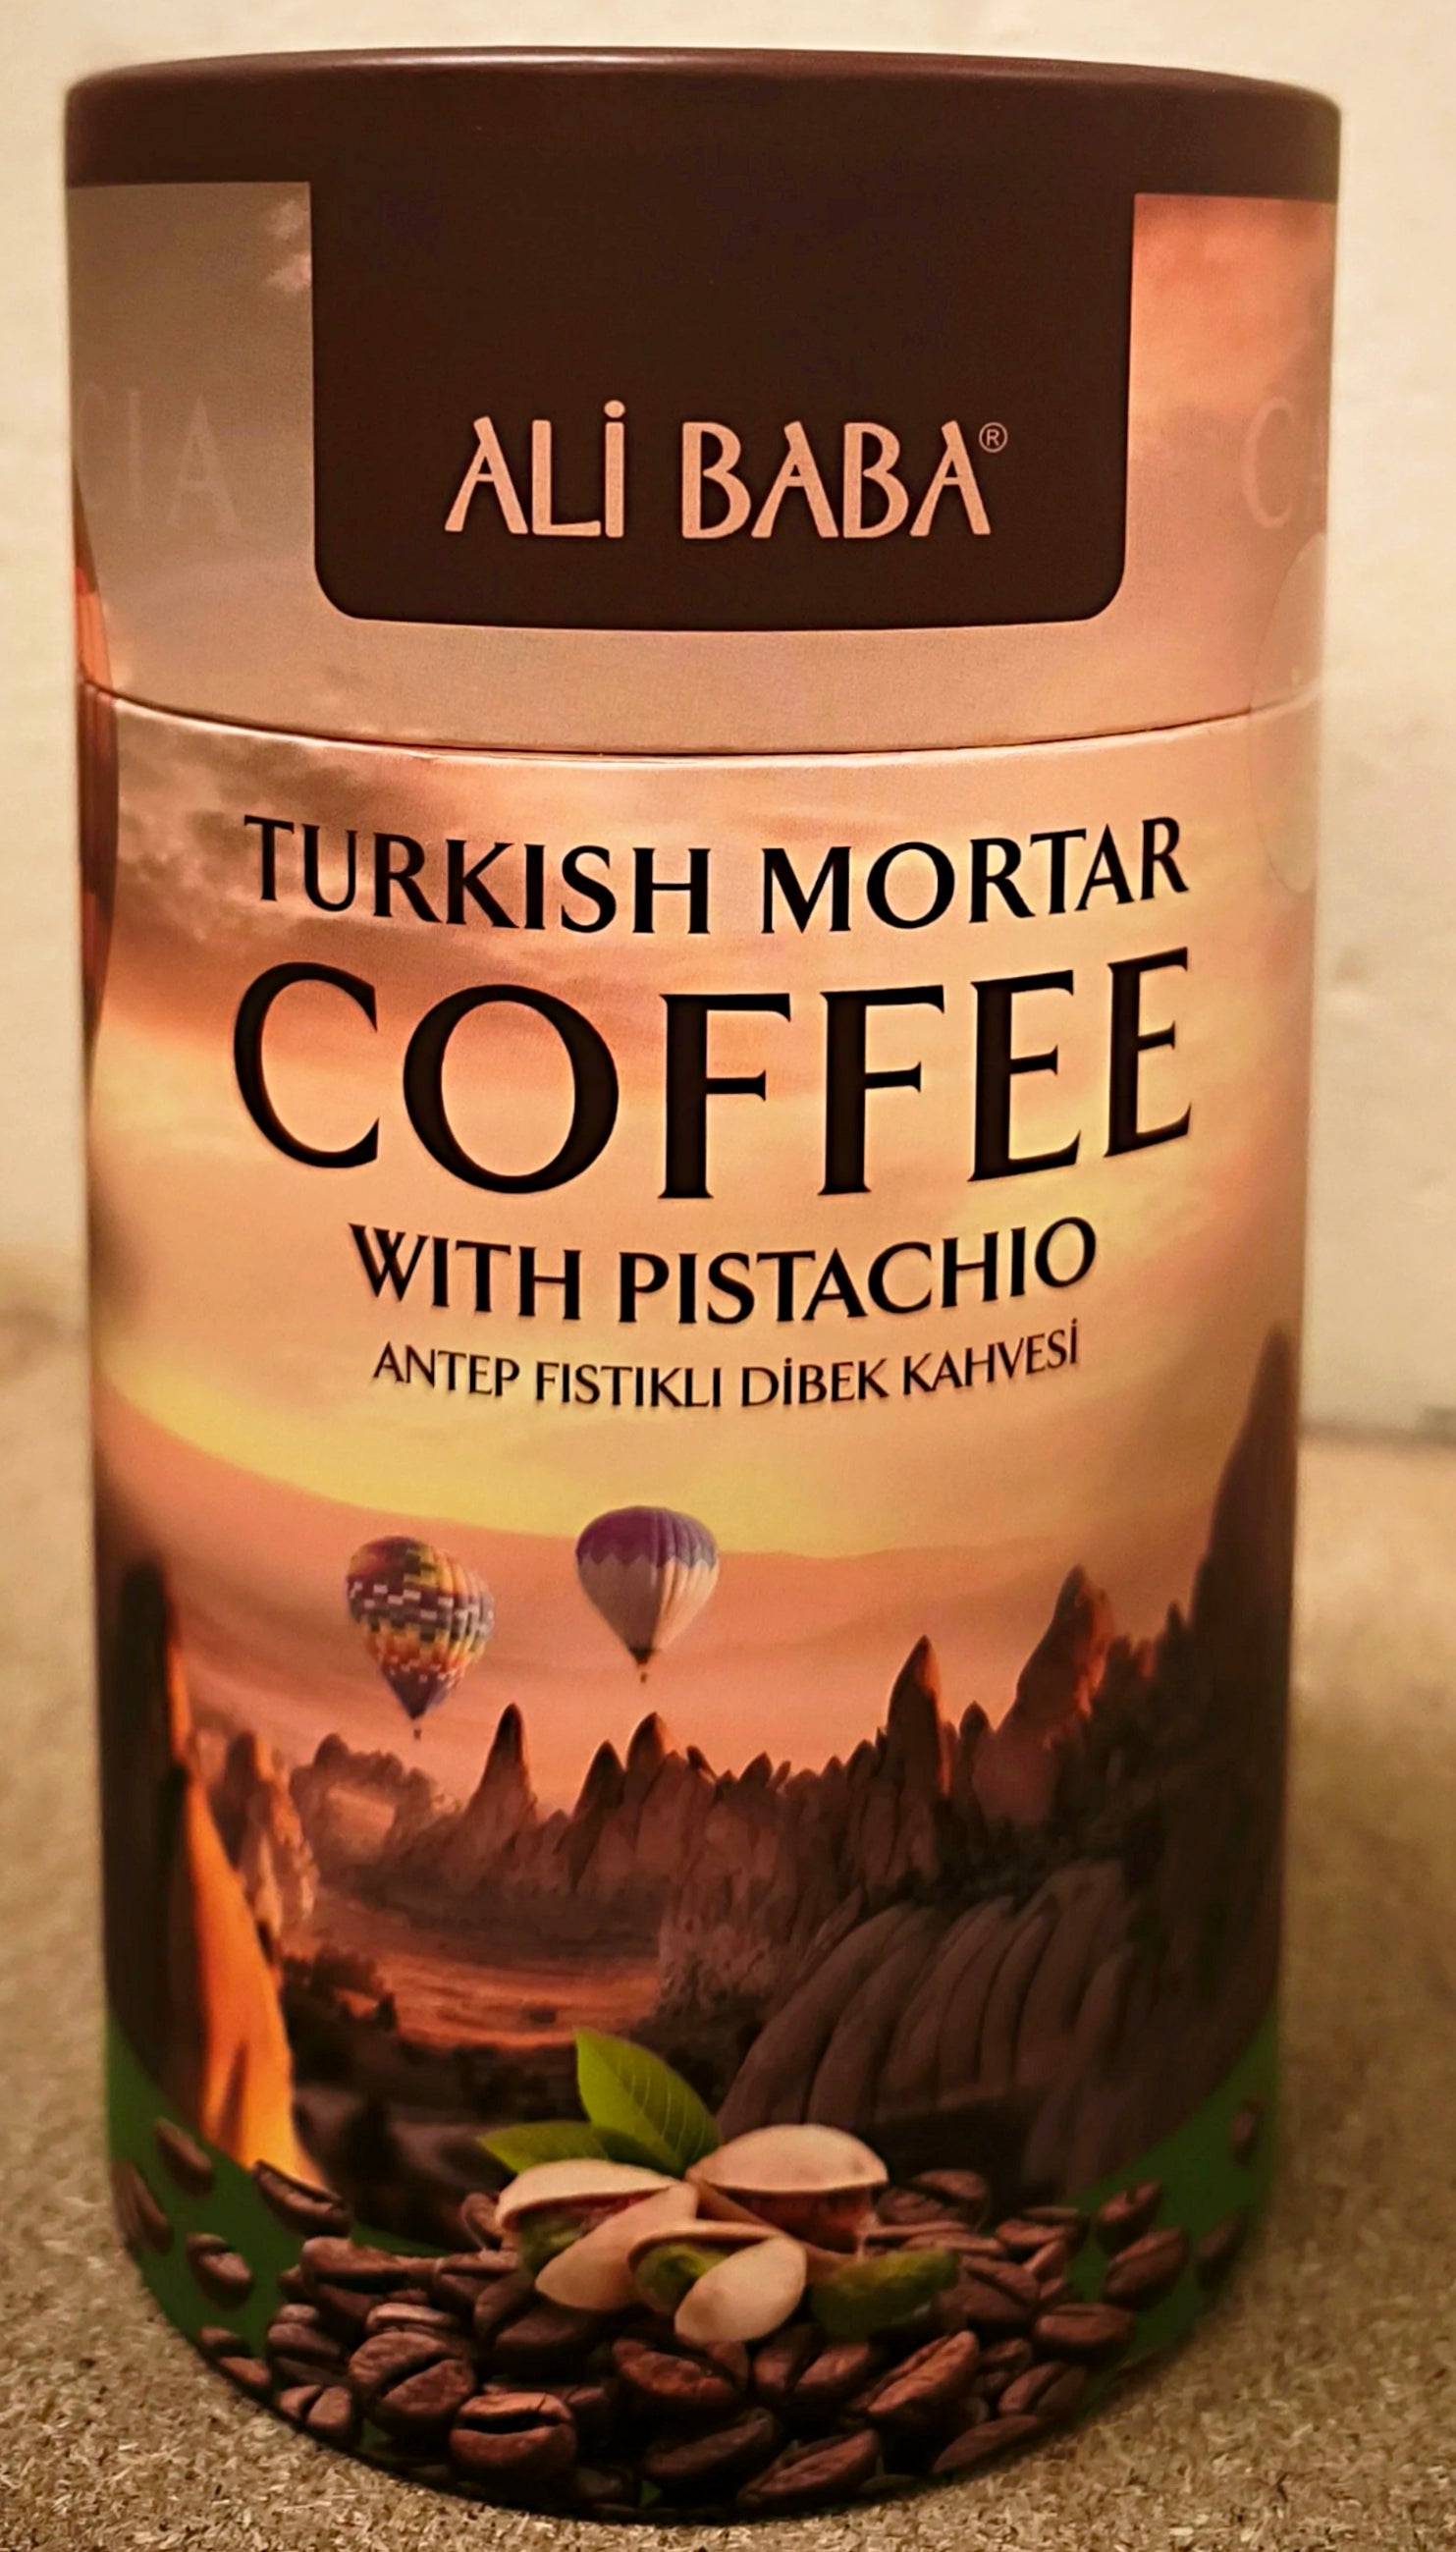 ALİ BABA®
TURKISH MORTAR
COFFEE
WITH PISTACHIO
ANTEP FISTIKLI DİBEK KAHVESİ